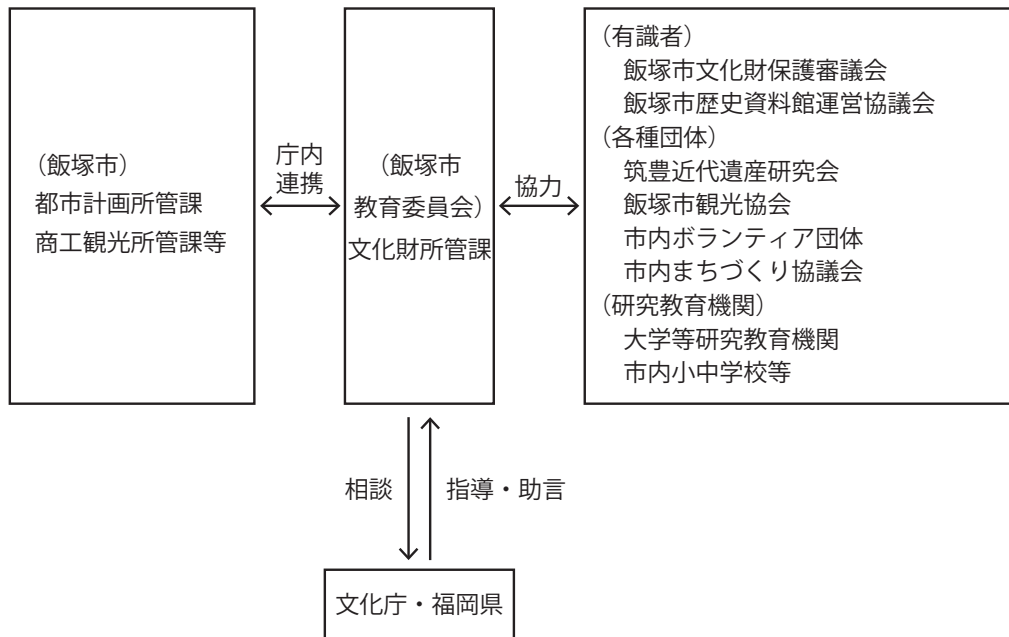 (飯塚市)
都市計画所管課
商工観光所管課等
庁内
連携
(飯塚市
教育委員会)
文化財所管課
協力
(有識者)
飯塚市文化財保護審議会
飯塚市歴史資料館運営協議会
(各種団体)
筑豊近代遺産研究会
飯塚市観光協会
市内ボランティア団体
市内まちづくり協議会
(研究教育機関)
大学等研究教育機関
市内小中学校等
相談
指導・助言
文化庁・福岡県